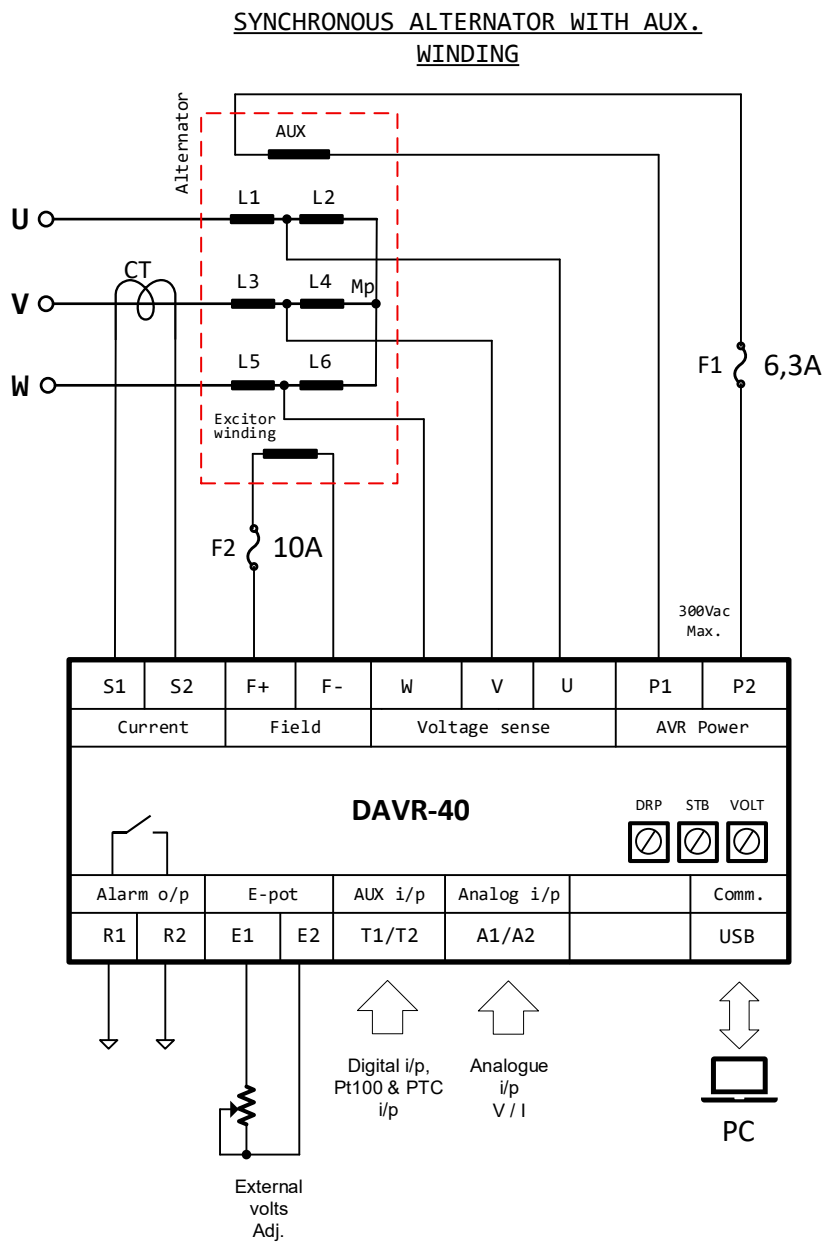 SYNCHRONOUS ALTERNATOR WITH AUX.
WINDING
Alternator
AUX
L1
L2
U
CT
L3
L4
Mp
V
L5
L6
W
F1
6,3A
Excitor
winding
F2
10A
300Vac
Max.
S1
S2
F+
F-
W
V
U
P1
P2
Current
Field
Voltage sense
AVR Power
DAVR-40
DRP
STB
VOLT
Alarm o/p
E-pot
AUX i/p
Analog i/p
Comm.
R1
R2
E1
E2
T1/T2
A1/A2
USB
Digital i/p,
Pt100 & PTC
i/p
Analogue
i/p
V / I
PC
External
volts
Adj.